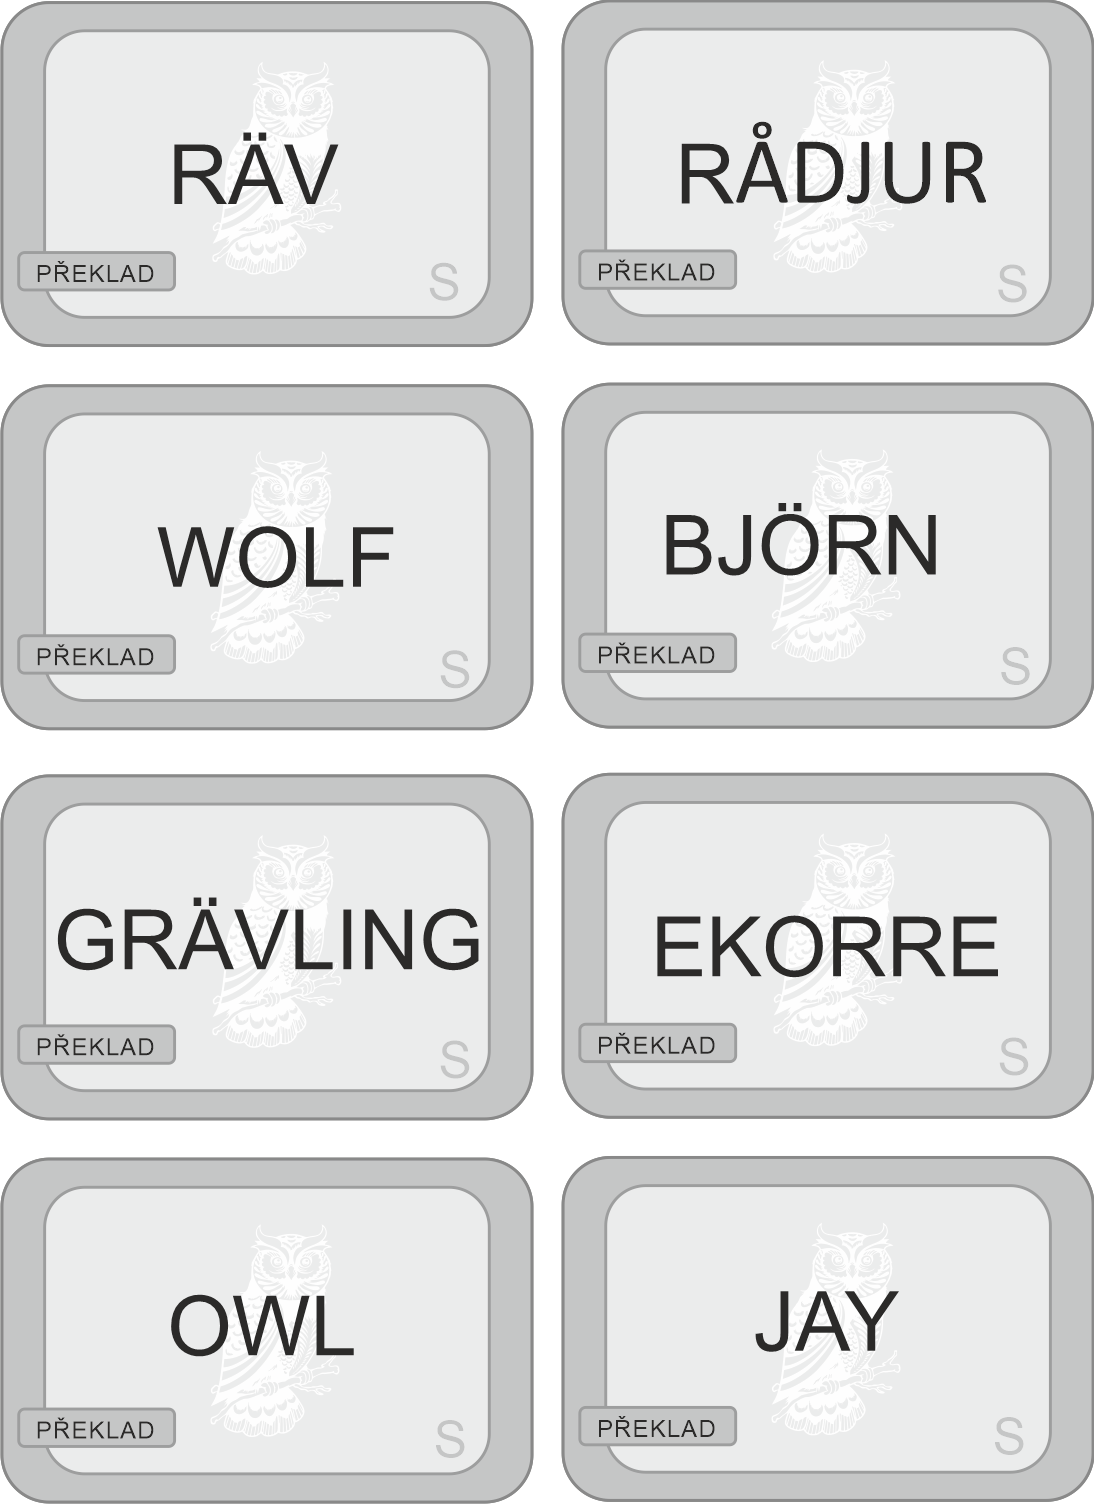 RÄV
PŘEKLAD
S
RÅDJUR
PŘEKLAD
S
WOLF
PŘEKLAD
S
BJÖRN
PŘEKLAD
S
GRÄVLING
PŘEKLAD
S
EKORRE
PŘEKLAD
S
OWL
PŘEKLAD
S
JAY
PŘEKLAD
S